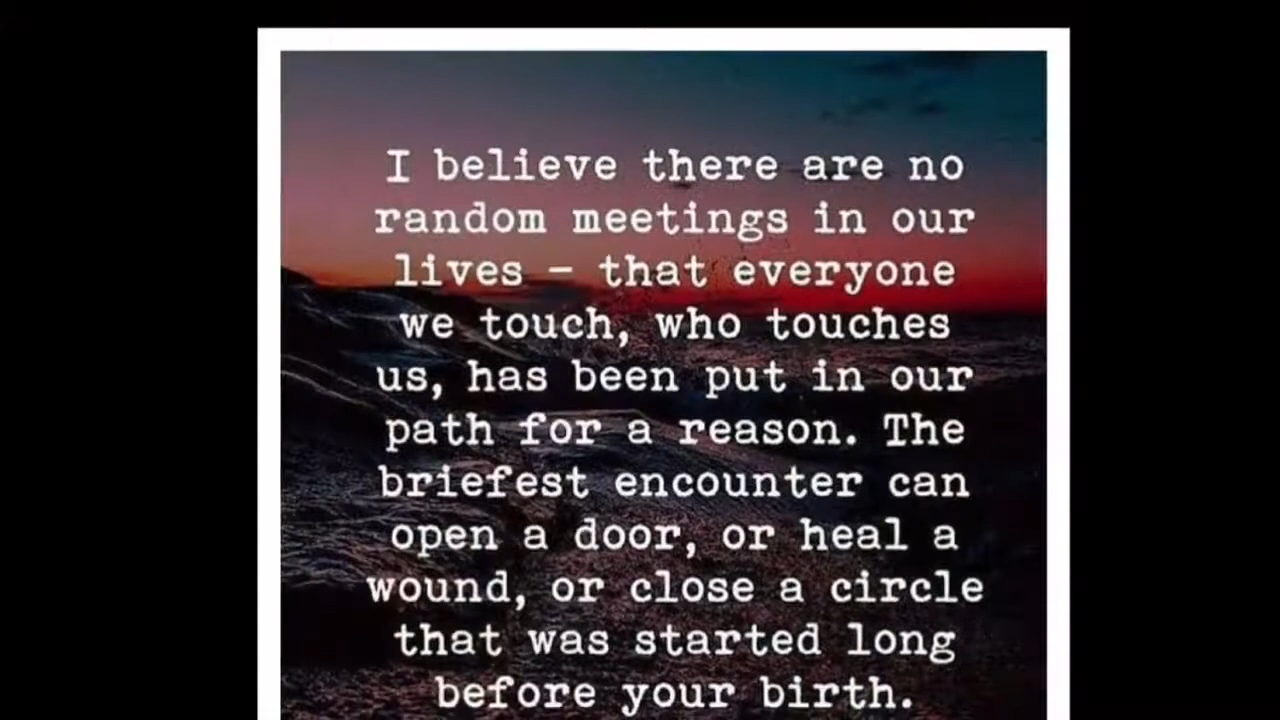 I believe there are no
random meetings in our
lives – that everyone
we touch, who touches
us, has been put in our
path for a reason. The
briefest encounter can
open a door, or heal a
wound, or close a circle
that was started long
before your birth.